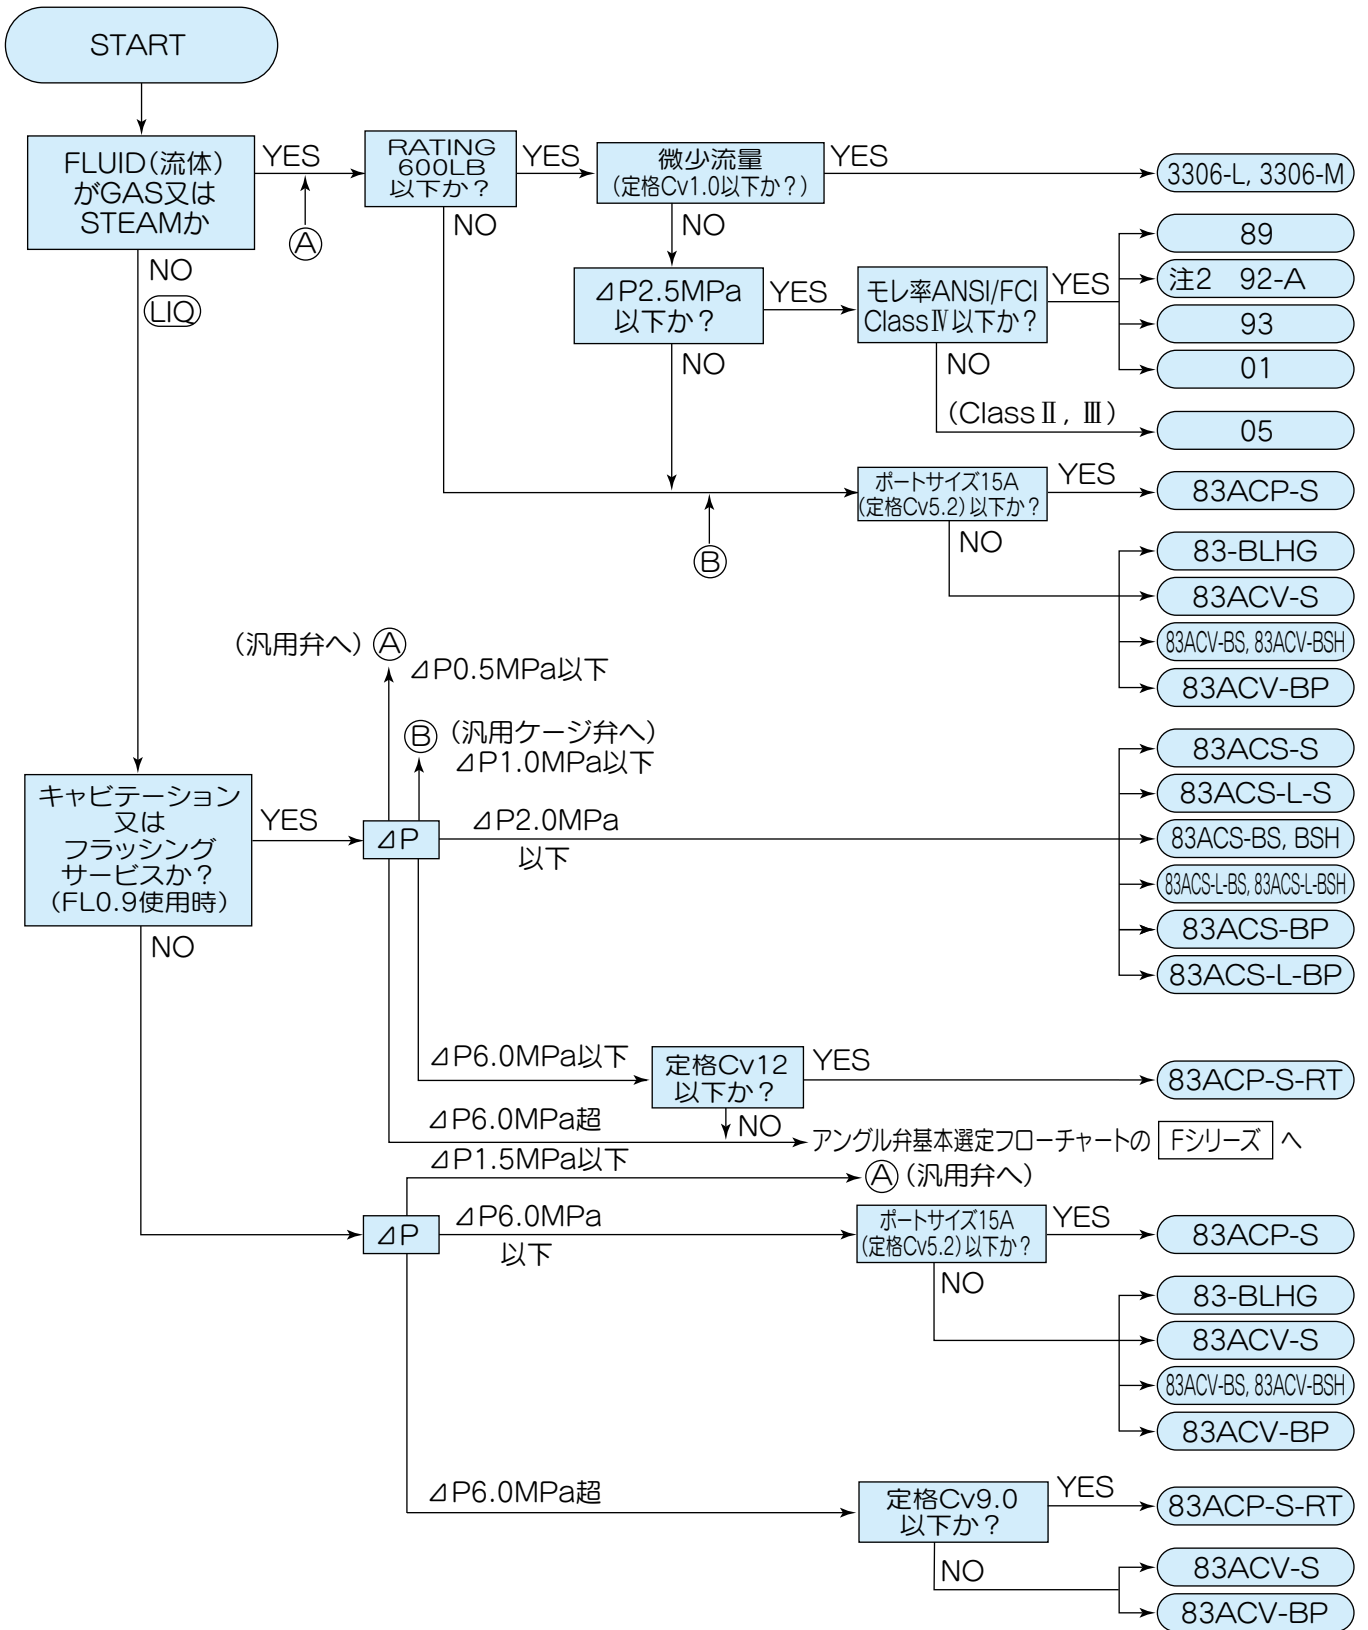 START
FLUID(流体)
がGAS又は
STEAMか
YES
Ⓐ
NO
LIQ
RATING
600LB
以下か?
YES
NO
微少流量
(定格Cv1.0以下か?)
YES
NO
3306-L, 3306-M
⊿P2.5MPa
以下か?
YES
NO
モレ率ANSI/FCI
ClassⅣ以下か?
YES
NO
(ClassⅡ, Ⅲ)
89
注2 92-A
93
01
05
Ⓑ
ポートサイズ15A
(定格Cv5.2)以下か?
YES
NO
83ACP-S
83-BLHG
83ACV-S
83ACV-BS, 83ACV-BSH
83ACV-BP
(汎用弁へ) Ⓐ
⊿P0.5MPa以下
Ⓑ (汎用ケージ弁へ)
⊿P1.0MPa以下
キャビテーション
又は
フラッシング
サービスか?
(FL0.9使用時)
YES
NO
⊿P
⊿P2.0MPa
以下
83ACS-S
83ACS-L-S
83ACS-BS, BSH
83ACS-L-BS, 83ACS-L-BSH
83ACS-BP
83ACS-L-BP
⊿P6.0MPa以下
定格Cv12
以下か?
YES
NO
83ACP-S-RT
⊿P6.0MPa超
アングル弁基本選定フローチャートの Fシリーズ へ
⊿P1.5MPa以下
Ⓐ (汎用弁へ)
⊿P
⊿P6.0MPa
以下
ポートサイズ15A
(定格Cv5.2)以下か?
YES
NO
83ACP-S
83-BLHG
83ACV-S
83ACV-BS, 83ACV-BSH
83ACV-BP
⊿P6.0MPa超
定格Cv9.0
以下か?
YES
NO
83ACP-S-RT
83ACV-S
83ACV-BP